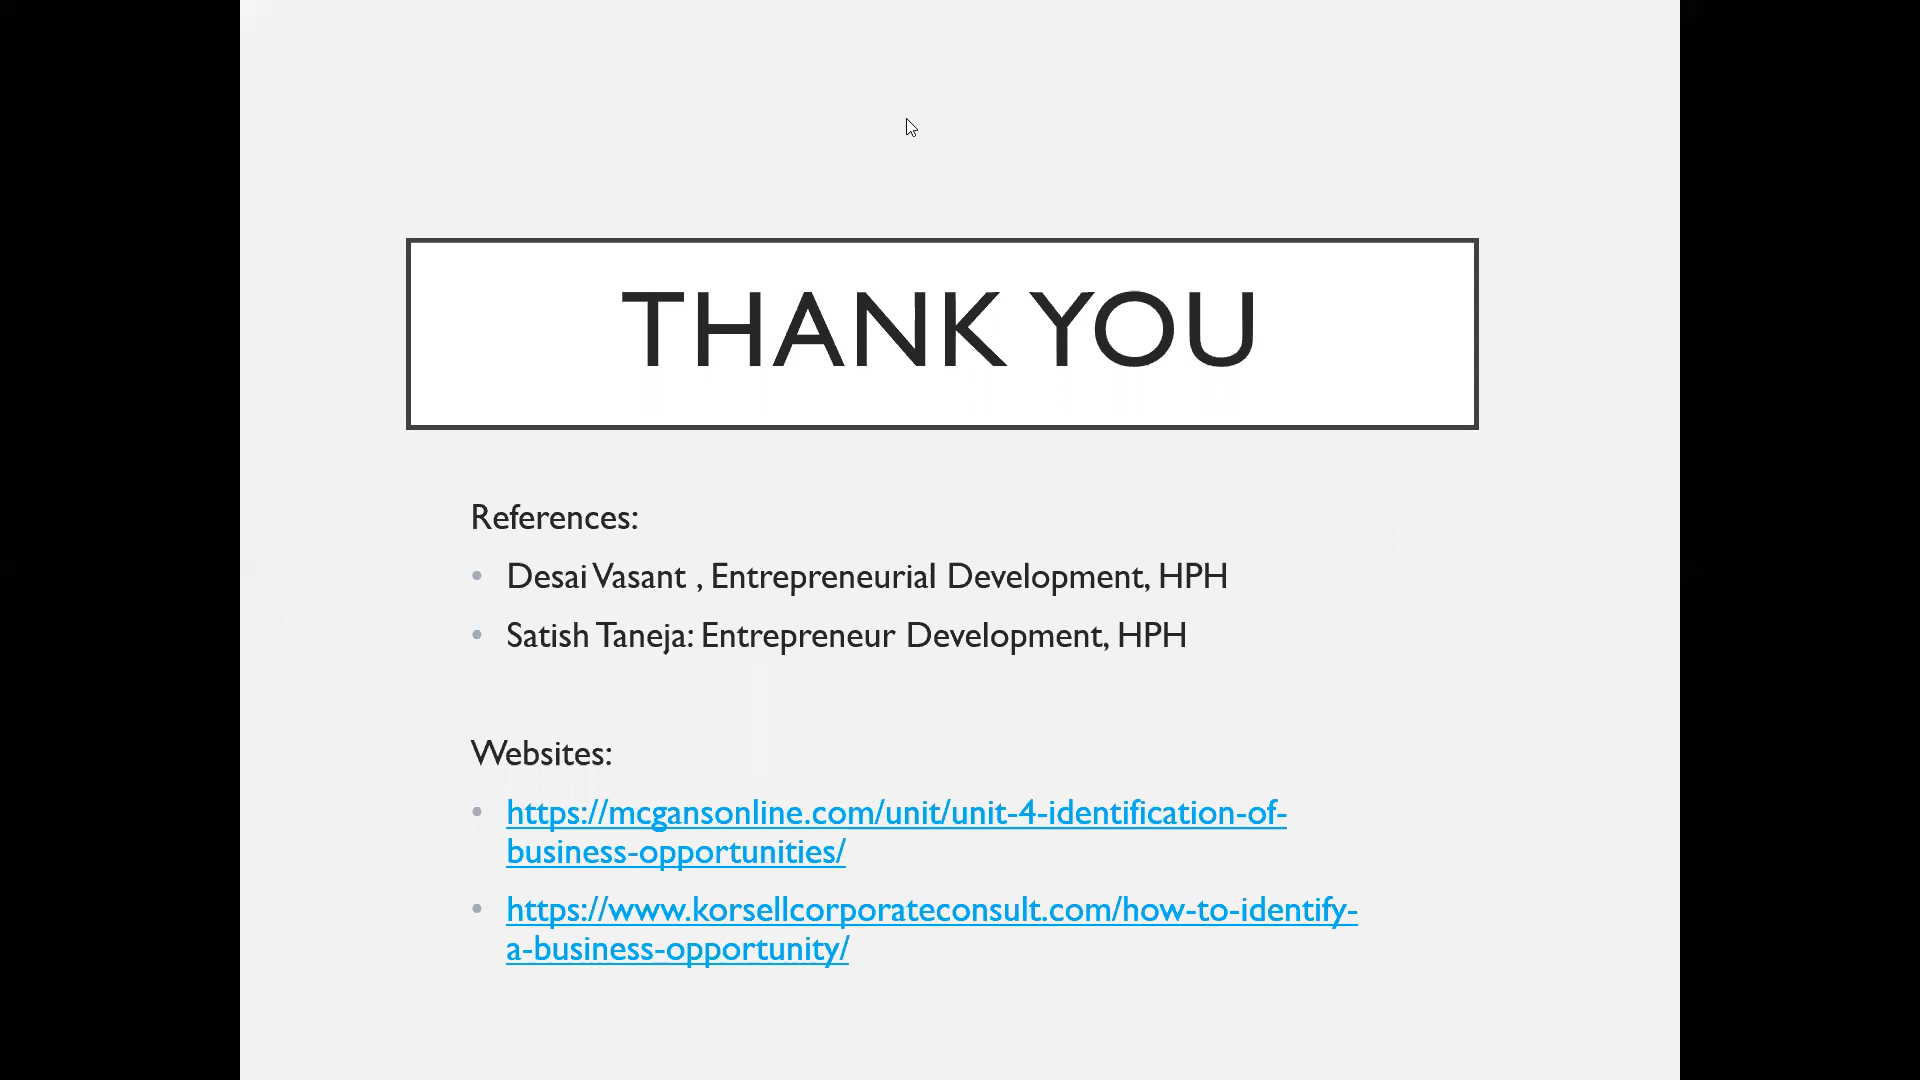 THANK YOU
References:
• Desai Vasant , Entrepreneurial Development, HPH
• Satish Taneja: Entrepreneur Development, HPH
Websites:
• https://mcgansonline.com/unit/unit-4-identification-of-
business-opportunities/
• https://www.korsellcorporateconsult.com/how-to-identify-
a-business-opportunity/